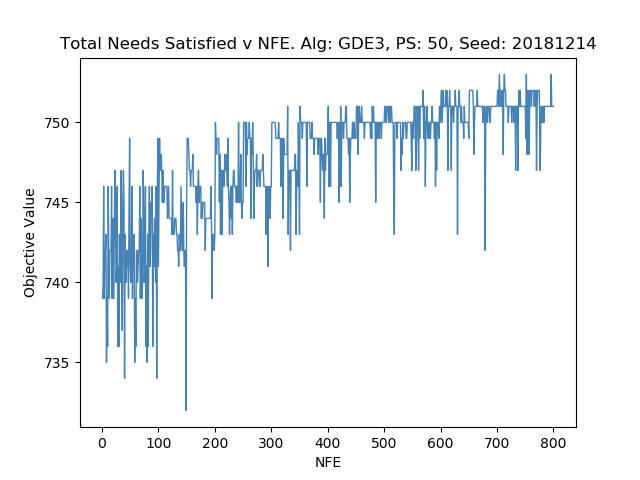 Total Needs Satisfied v NFE. Alg: GDE3, PS: 50, Seed: 20181214
750
745
740
735
Objective Value
0 100 200 300 400 500 600 700 800
NFE